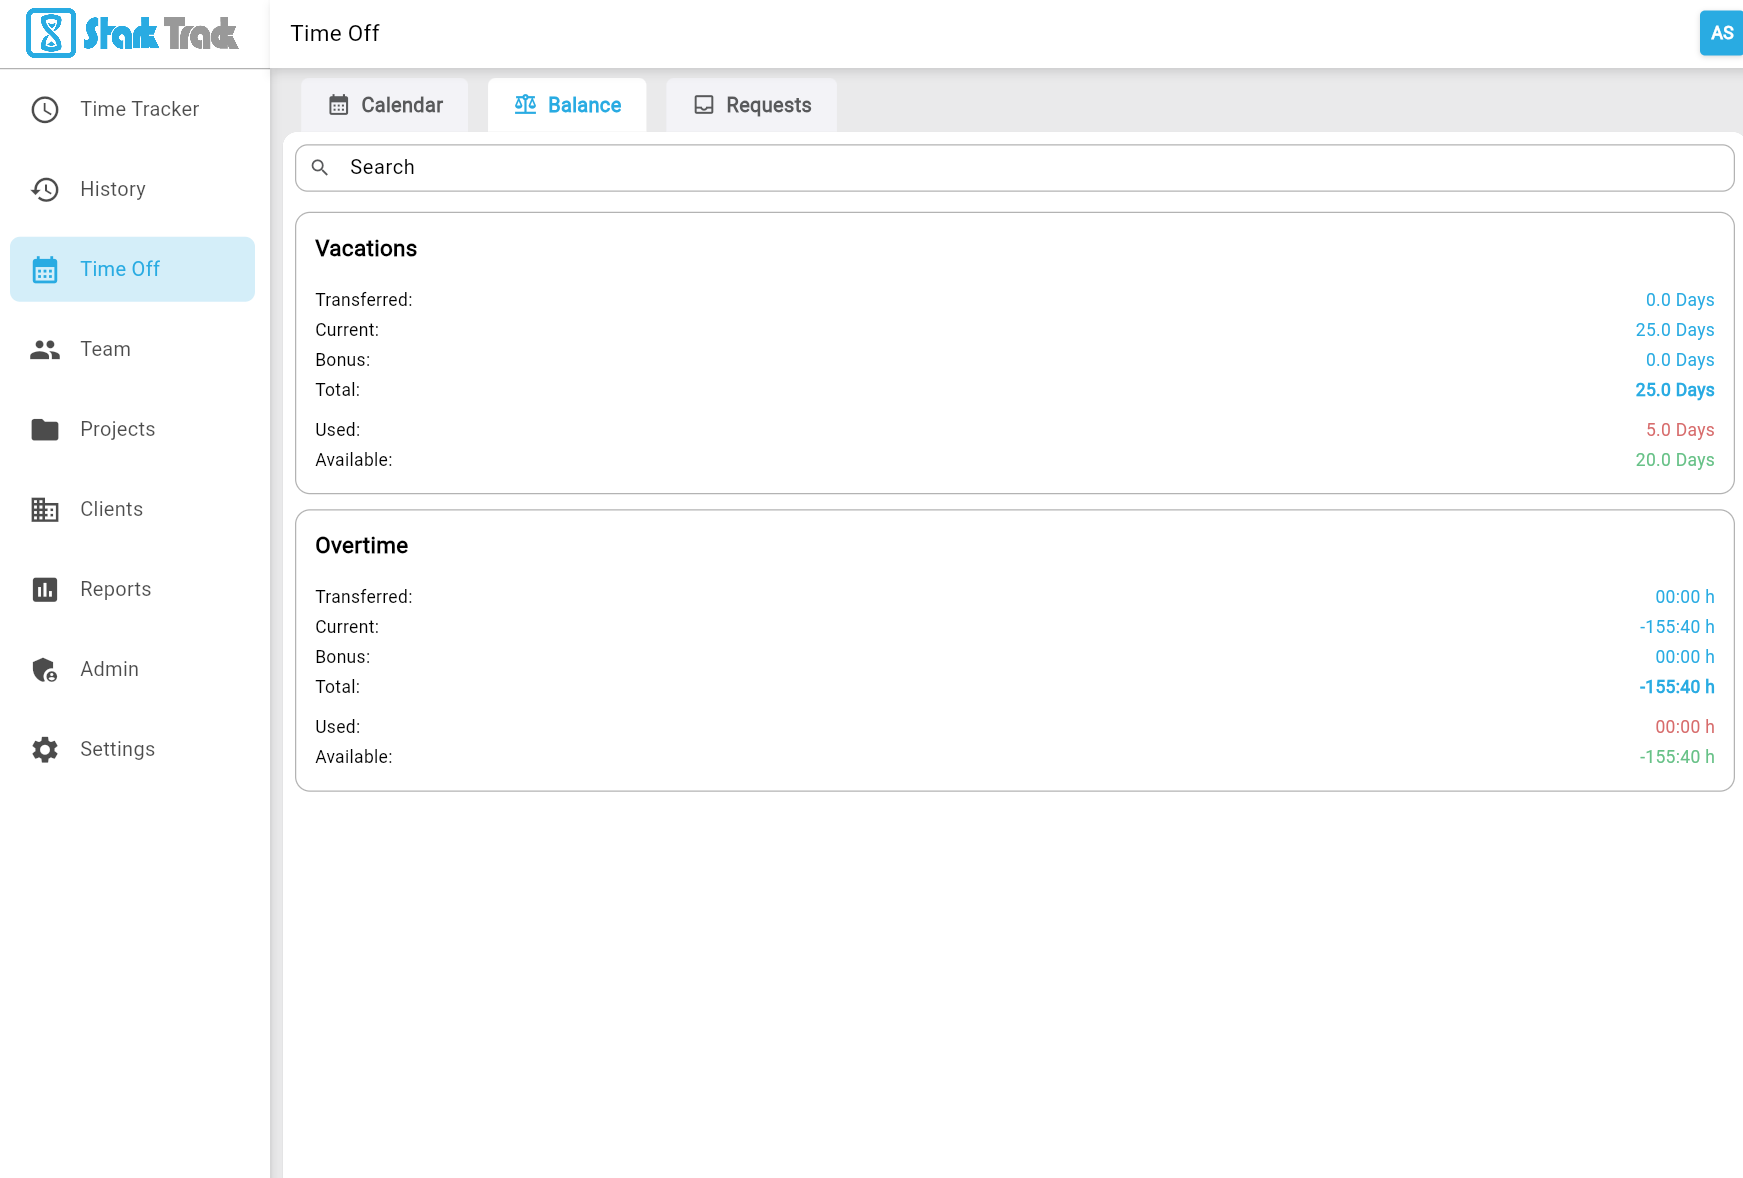 Stark Track
Time Off
AS
Time Tracker
History
Time Off
Team
Projects
Clients
Reports
Admin
Settings
Calendar
Balance
Requests
Search
Vacations
Transferred: 0.0 Days
Current: 25.0 Days
Bonus: 0.0 Days
Total: 25.0 Days
Used: 5.0 Days
Available: 20.0 Days
Overtime
Transferred: 00:00 h
Current: -155:40 h
Bonus: 00:00 h
Total: -155:40 h
Used: 00:00 h
Available: -155:40 h